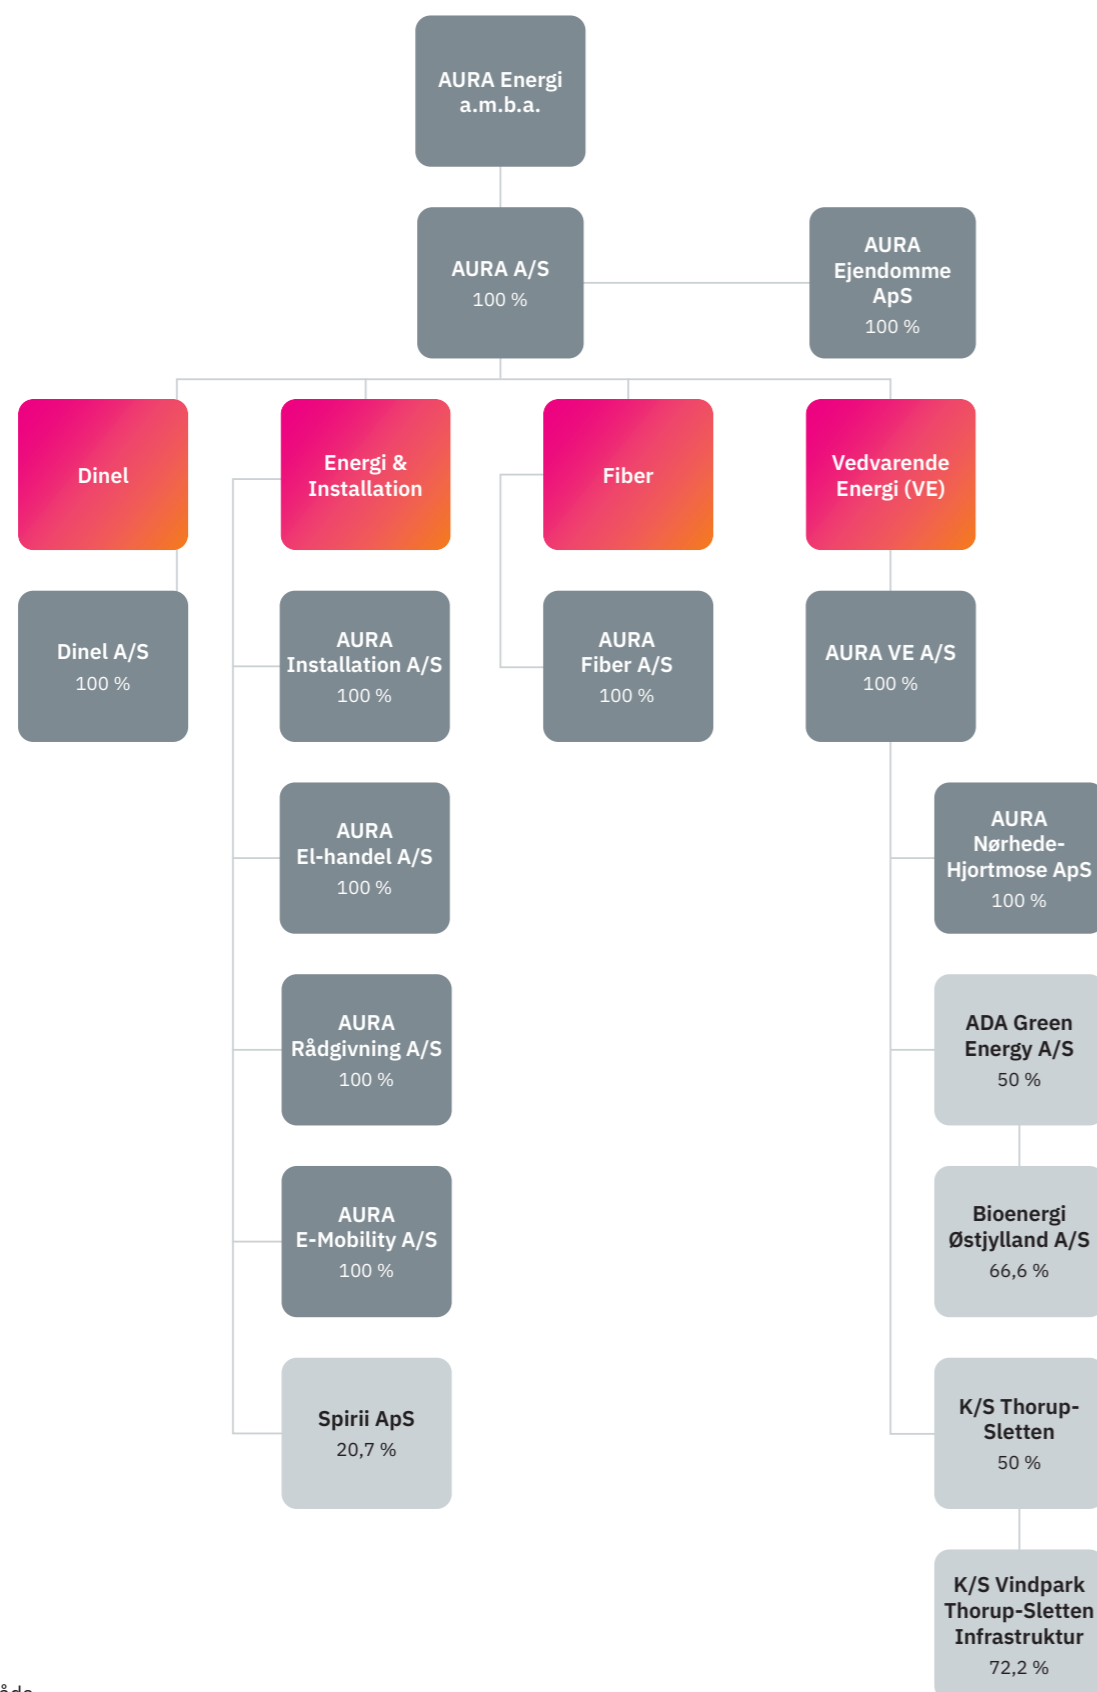 AURA Energi
a.m.b.a.
AURA A/S
100 %
AURA
Ejendomme
ApS
100 %
Dinel
Energi &
Installation
Fiber
Vedvarende
Energi (VE)
Dinel A/S
100 %
AURA
Installation A/S
100 %
AURA
Fiber A/S
100 %
AURA VE A/S
100 %
AURA
El-handel A/S
100 %
AURA
Nørhede-
Hjortmose ApS
100 %
AURA
Rådgivning A/S
100 %
ADA Green
Energy A/S
50 %
AURA
E-Mobility A/S
100 %
Bioenergi
Østjylland A/S
66,6 %
Spirii ApS
20,7 %
K/S Thorup-
Sletten
50 %
K/S Vindpark
Thorup-Sletten
Infrastruktur
72,2 %